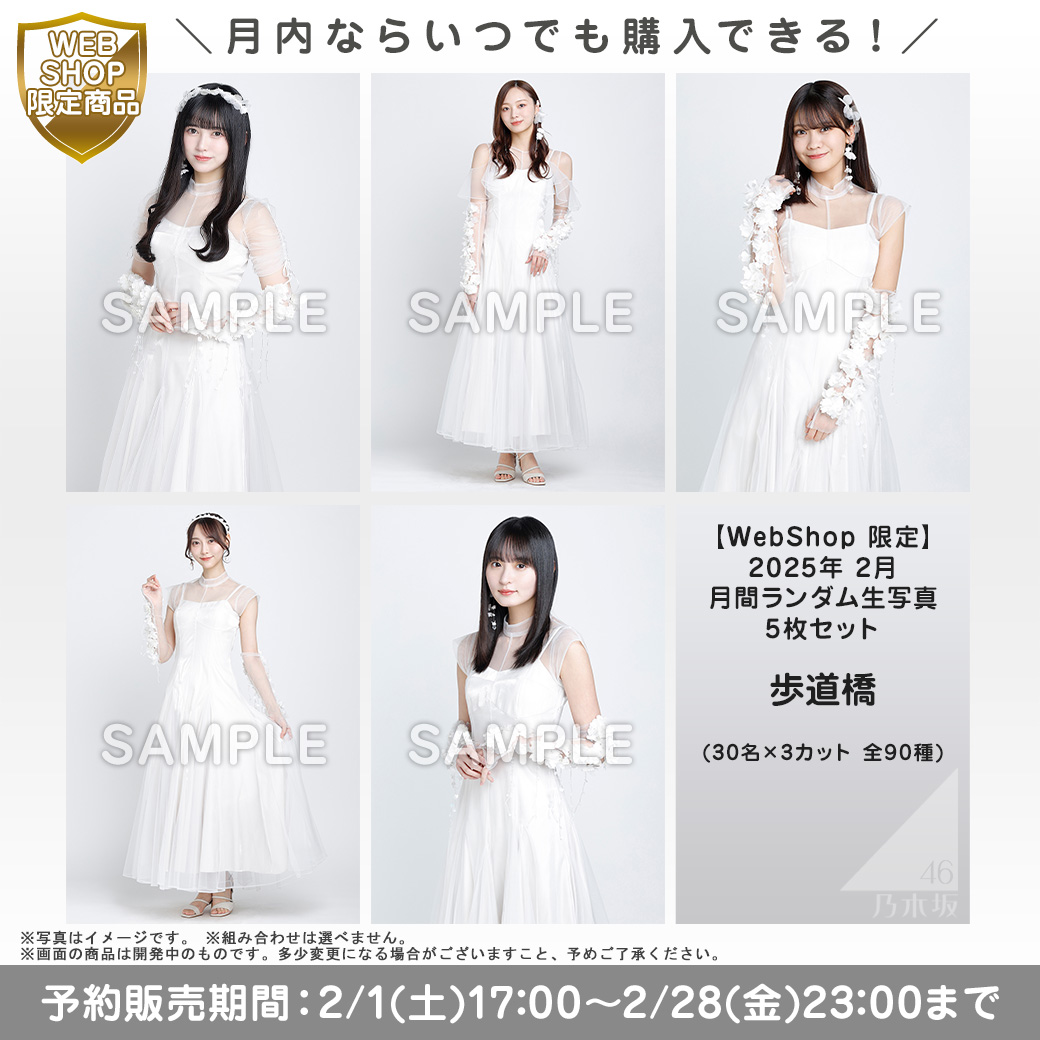 ＼月内ならいつでも購入できる！／
WEB
SHOP
限定商品
SAMPLE
SAMPLE
SAMPLE
SAMPLE
SAMPLE
【WebShop 限定】
2025年 2月
月間ランダム生写真
5枚セット
歩道橋
(30名×3カット 全90種)
46
乃木坂
※写真はイメージです。 ※組み合わせは選べません。
※画面の商品は開発中のものです。多少変更になる場合がございますこと、予めご了承ください。
予約販売期間：2/1(土)17:00～2/28(金)23:00まで